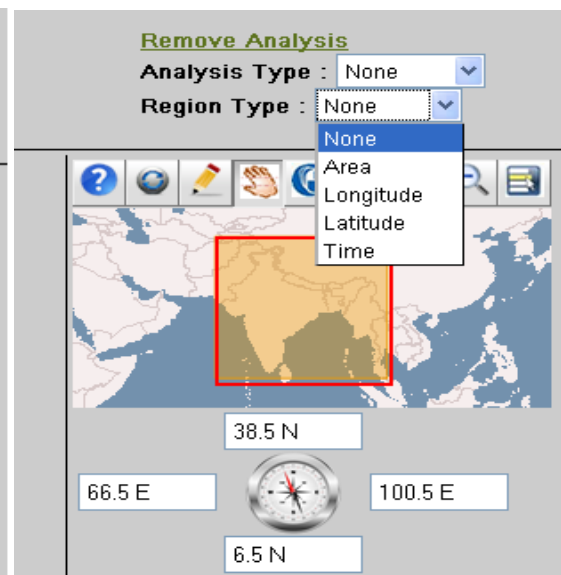 Remove Analysis
Analysis Type : None
Region Type : None
None
Area
Longitude
Latitude
Time
?
38.5 N
66.5 E 100.5 E
6.5 N